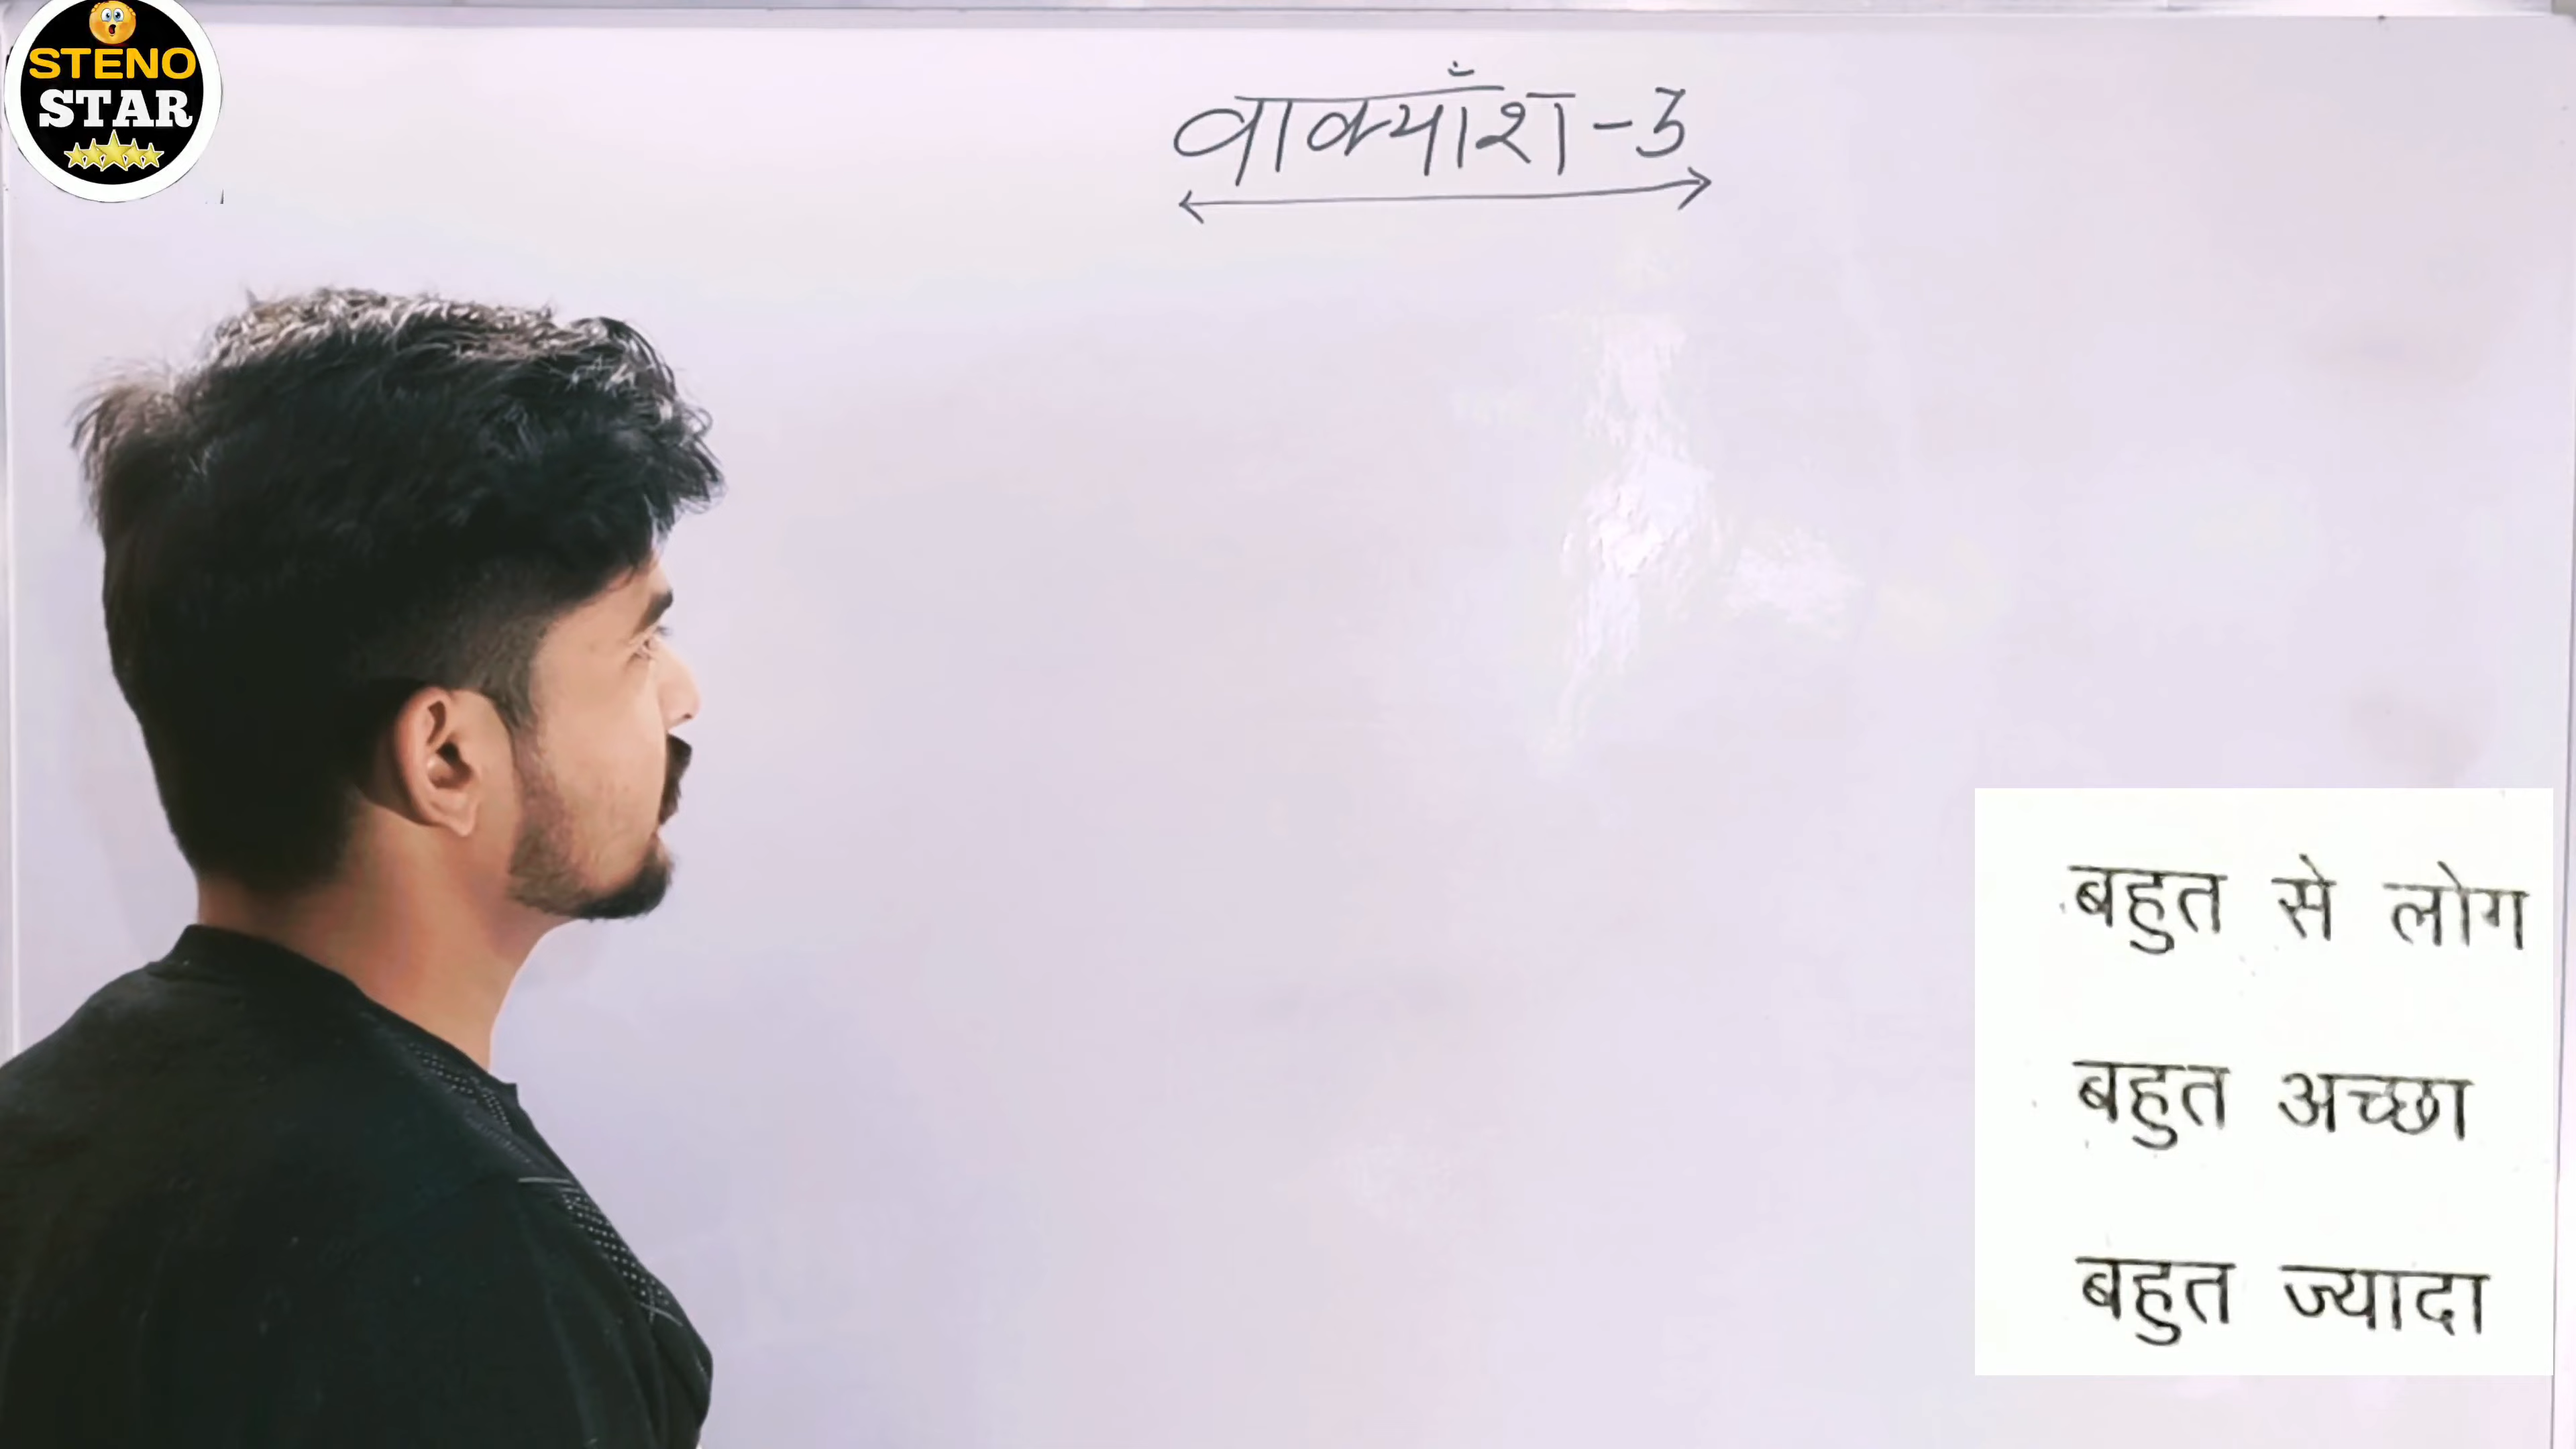 STENO
STAR
वाक्याँश-3
बहुत से लोग
बहुत अच्छा
बहुत ज्यादा